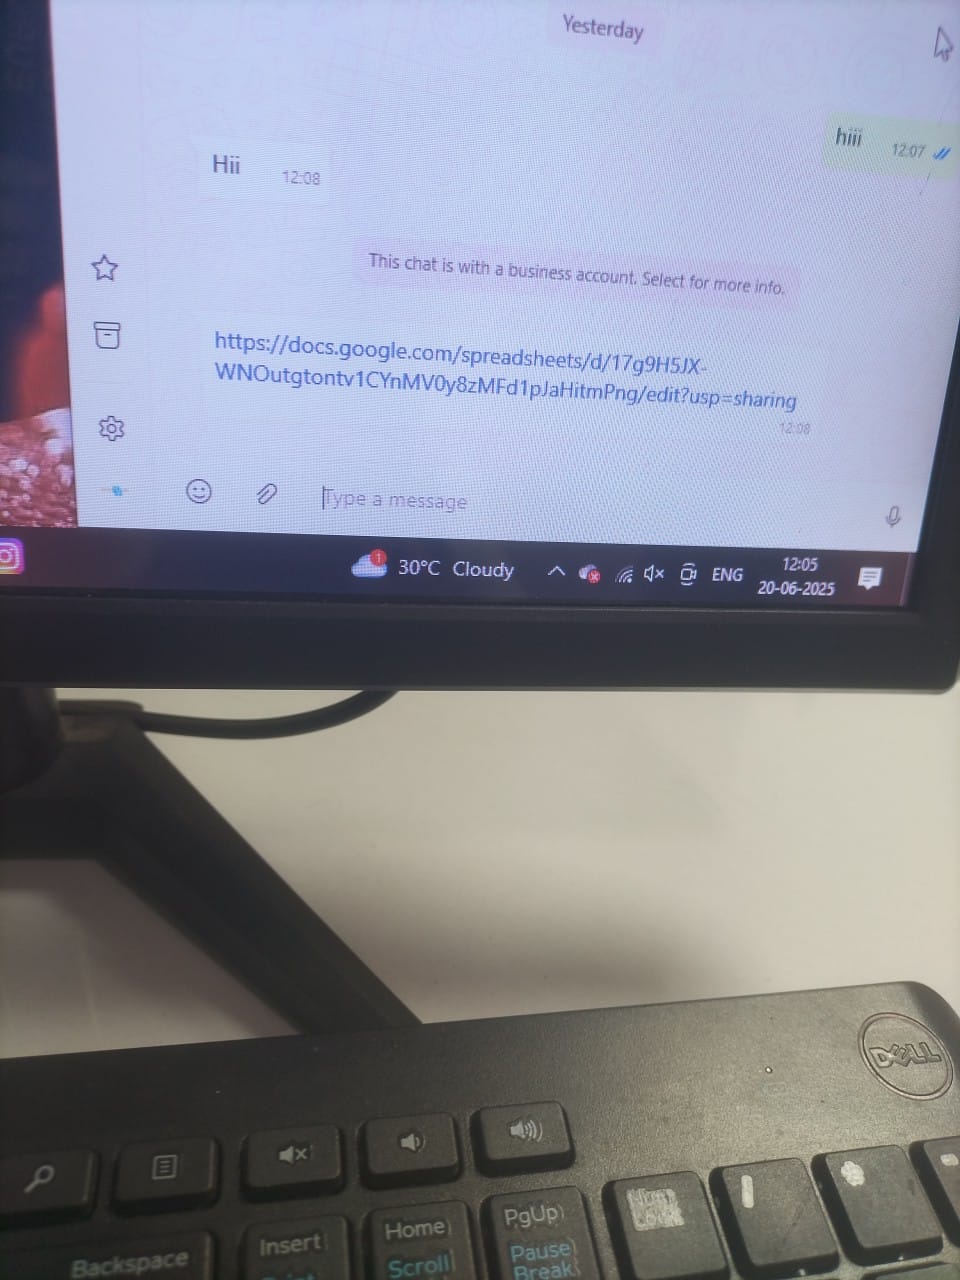 Yesterday
hiii
12:07
Hii
12:08
This chat is with a business account. Select for more info.
https://docs.google.com/spreadsheets/d/17g9H5JX-
WNOutgtontv1CYnMV0y8zMFd1pJaHitmPng/edit?usp=sharing
12:08
Type a message
1
30°C Cloudy
ENG
12:05
20-06-2025
DELL
Backspace
Insert
Home
Scroll
PgUp
Pause
Break